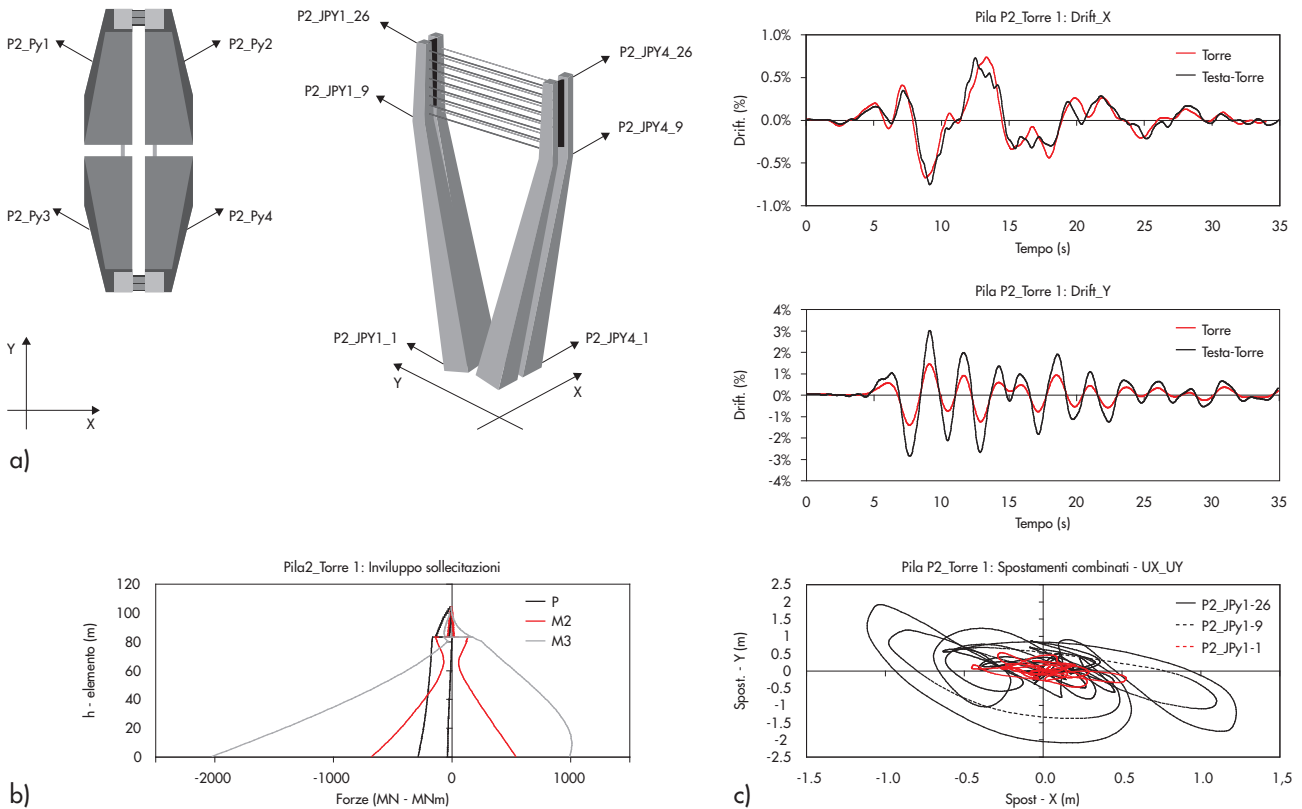 P2_Py1
P2_Py2
P2_Py3
P2_Py4
Y
X
a)
P2_JPY1_26
P2_JPY4_26
P2_JPY1_9
P2_JPY4_9
P2_JPY1_1
P2_JPY4_1
Y
X
Pila P2_Torre 1: Drift_X
1.0%
0.5%
0.0%
-0.5%
-1.0%
Drift. (%)
Torre
Testa-Torre
0 5 10 15 20 25 30 35
Tempo (s)
Pila P2_Torre 1: Drift_Y
4%
3%
2%
1%
0%
-1%
-2%
-3%
-4%
Drift. (%)
Torre
Testa-Torre
0 5 10 15 20 25 30 35
Tempo (s)
Pila2_Torre 1: Inviluppo sollecitazioni
120
100
80
60
40
20
0
h - elemento (m)
P
M2
M3
-2000 -1000 0 1000
Forze (MN - MNm)
b)
Pila P2_Torre 1: Spostamenti combinati - UX_UY
2.5
2
1.5
1
0.5
0
-0.5
-1
-1.5
-2
-2.5
Spost. - Y (m)
P2_JPy1-26
P2_JPy1-9
P2_JPy1-1
-1.5 -1.0 -0.5 0.0 0.5 1.0 1,5
Spost - X (m)
c)